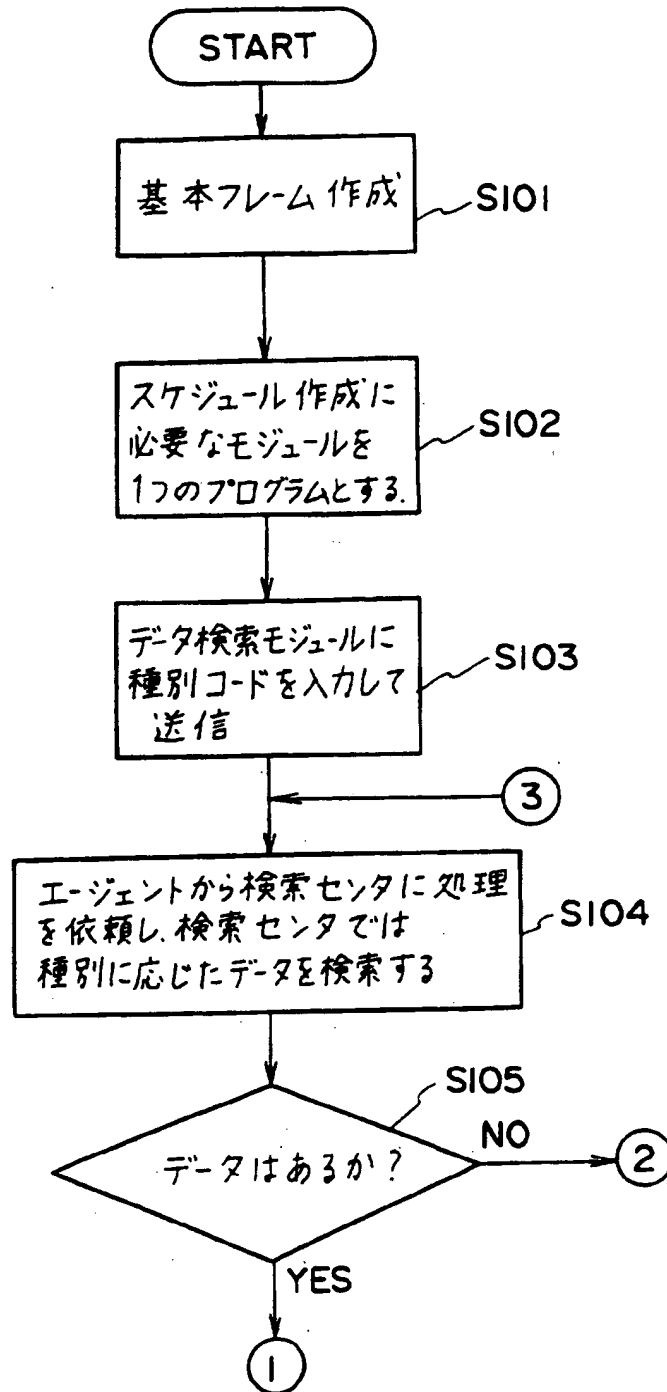 START
基本フレーム作成
S101
スケジュール作成に
必要なモジュールを
1つのプログラムとする.
S102
データ検索モジュールに
種別コードを入力して
送信
S103
3
エージェントから検索センタに処理
を依頼し、検索センタでは
種別に応じたデータを検索する
S104
S105
データはあるか?
NO
2
YES
1